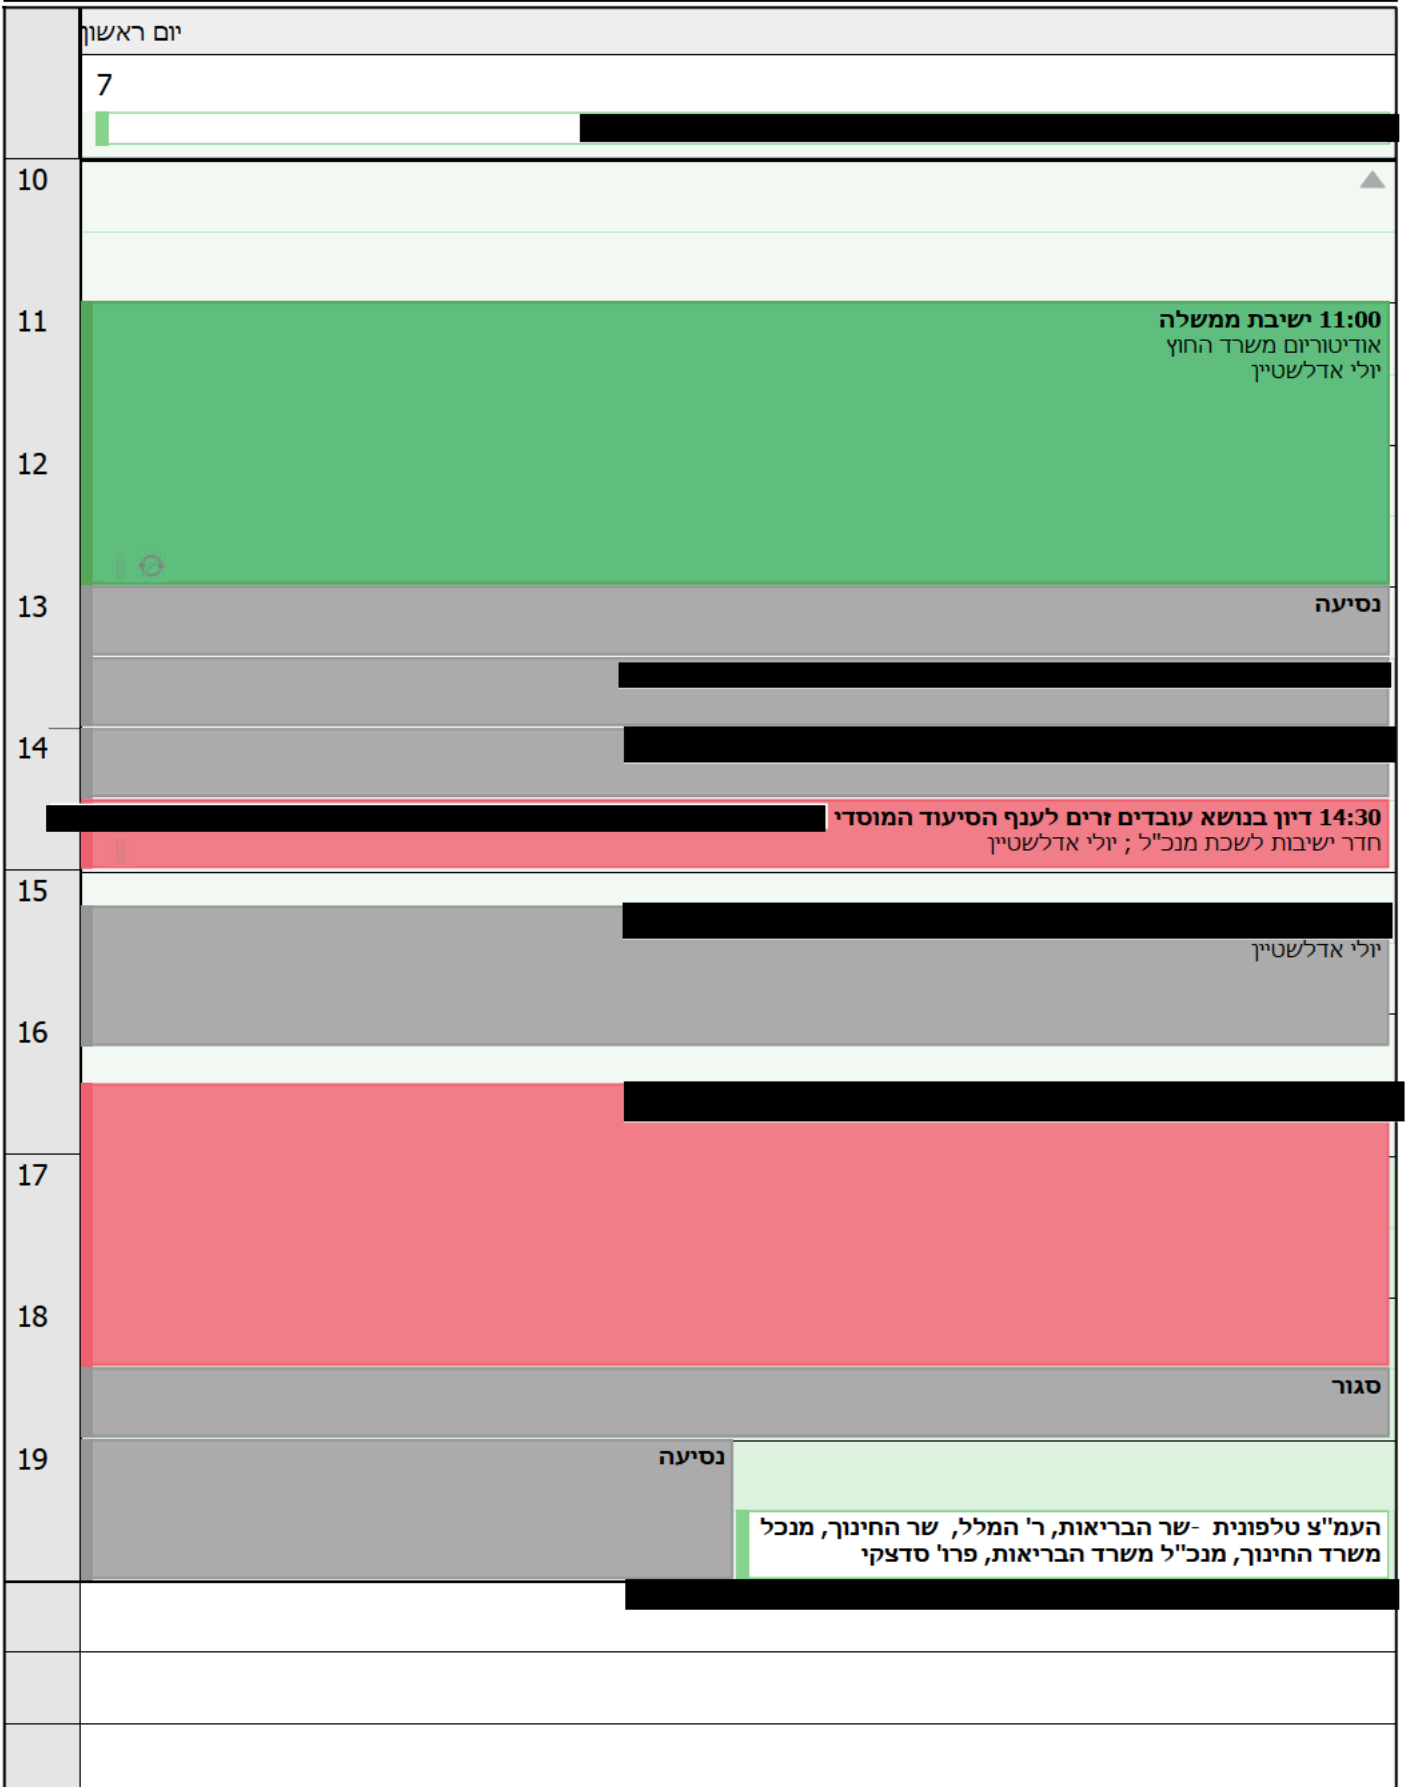 יום ראשון
7
10
11
11:00 ישיבת ממשלה
אודיטוריום משרד החוץ
יולי אדלשטיין
12
13
נסיעה
14
14:30 דיון בנושא עובדים זרים לענף הסיעוד המוסדי
חדר ישיבות לשכת מנכ"ל ; יולי אדלשטיין
15
יולי אדלשטיין
16
17
18
סגור
19
נסיעה
העמ"צ טלפונית -שר הבריאות, ר' המלל, שר החינוך, מנכל
משרד החינוך, מנכ"ל משרד הבריאות, פרו' סדצקי